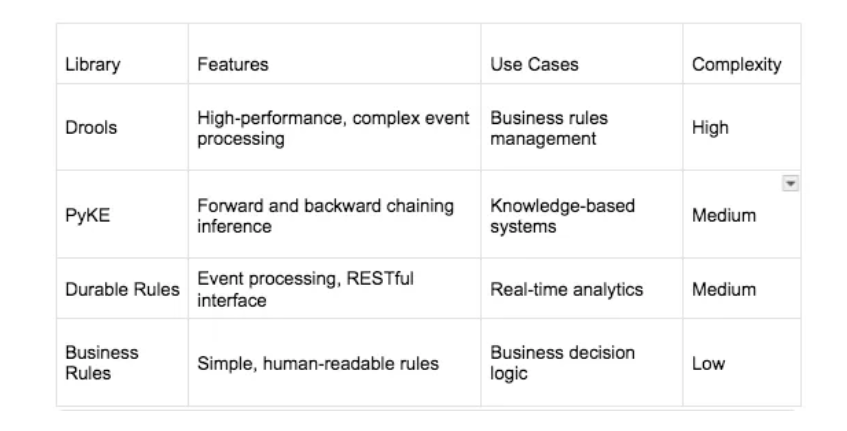 Library Features Use Cases Complexity
Drools
High-performance, complex event
processing
Business rules
management
High
PyKE
Forward and backward chaining
inference
Knowledge-based
systems
Medium
Durable Rules
Event processing, RESTful
interface
Real-time analytics
Medium
Business
Rules
Simple, human-readable rules
Business decision
logic
Low